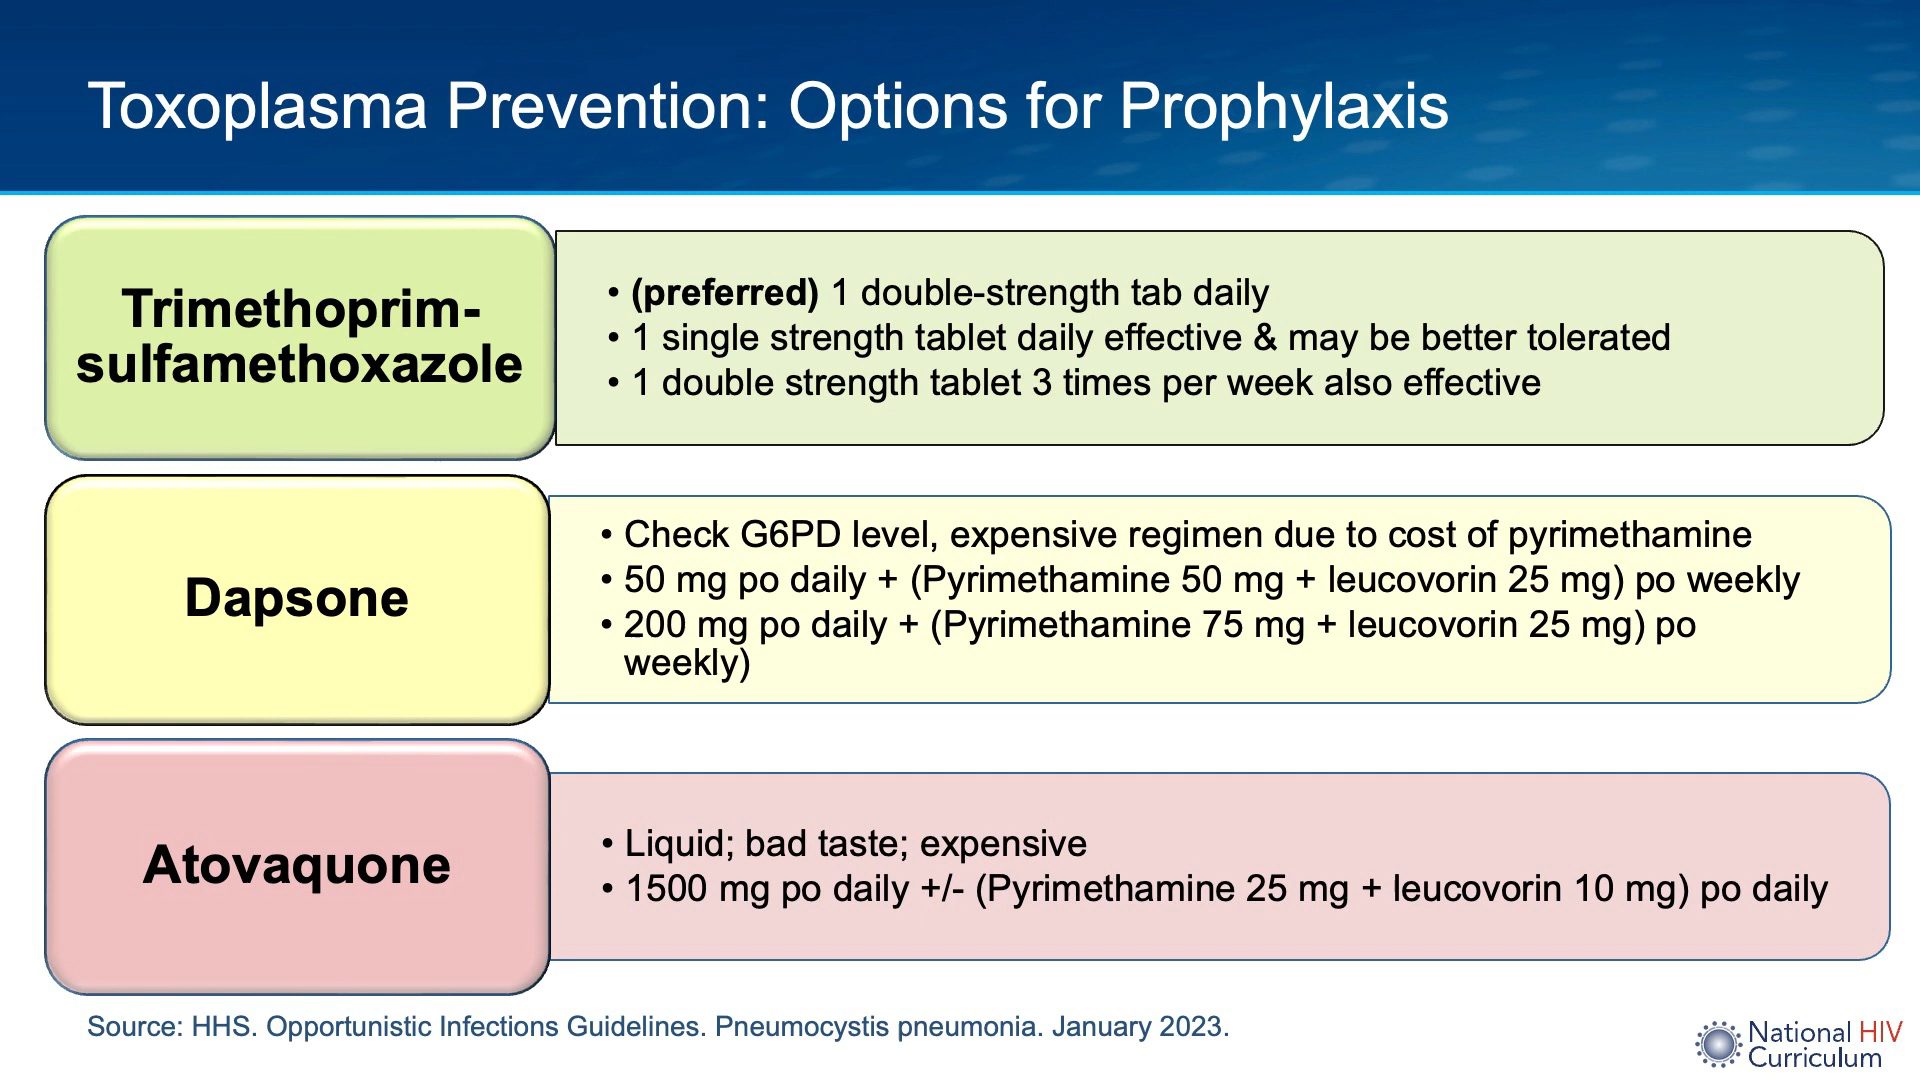 Toxoplasma Prevention: Options for Prophylaxis
Trimethoprim-
sulfamethoxazole
• (preferred) 1 double-strength tab daily
• 1 single strength tablet daily effective & may be better tolerated
• 1 double strength tablet 3 times per week also effective
Dapsone
• Check G6PD level, expensive regimen due to cost of pyrimethamine
• 50 mg po daily + (Pyrimethamine 50 mg + leucovorin 25 mg) po weekly
• 200 mg po daily + (Pyrimethamine 75 mg + leucovorin 25 mg) po
weekly)
Atovaquone
• Liquid; bad taste; expensive
• 1500 mg po daily +/- (Pyrimethamine 25 mg + leucovorin 10 mg) po daily
Source: HHS. Opportunistic Infections Guidelines. Pneumocystis pneumonia. January 2023.
National HIV
Curriculum